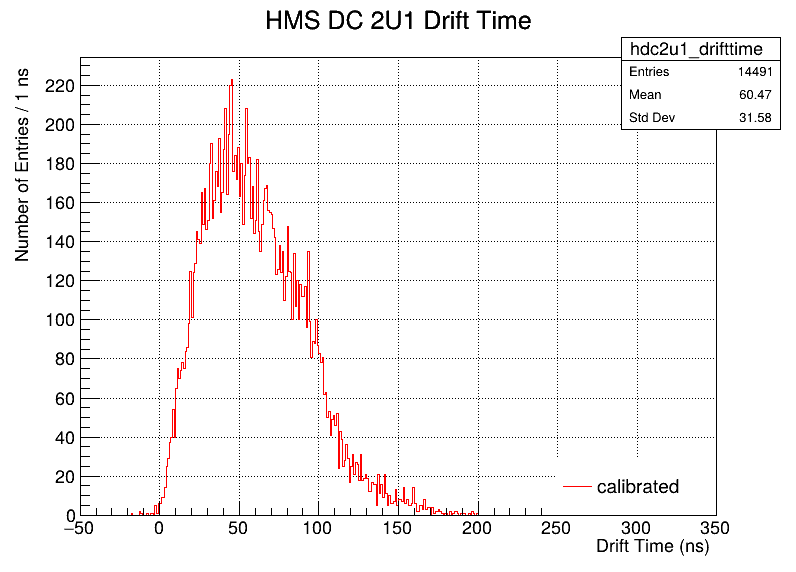 HMS DC 2U1 Drift Time
hdc2u1_drifttime
Entries 14491
Mean 60.47
Std Dev 31.58
Number of Entries / 1 ns
220
200
180
160
140
120
100
80
60
40
20
0
−50 0 50 100 150 200 250 300 350
Drift Time (ns)
calibrated